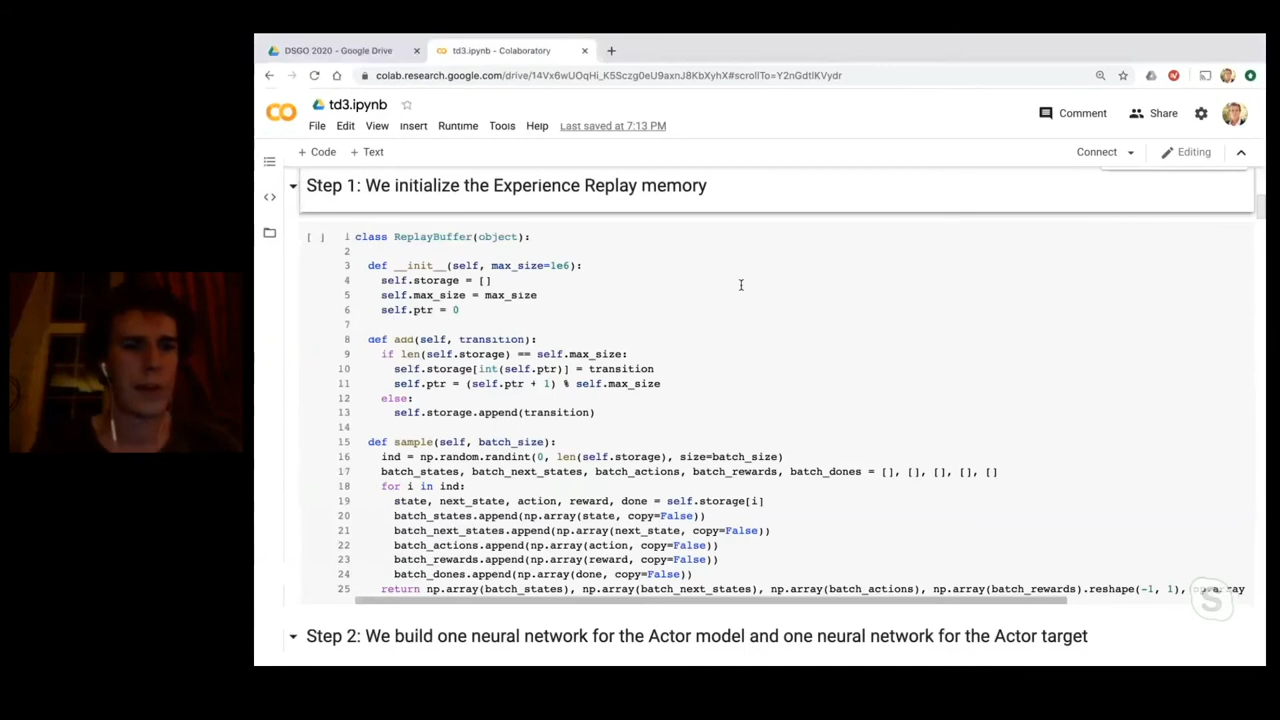 DSGO 2020 - Google Drive
td3.ipynb - Colaboratory
colab.research.google.com/drive/14Vx6wUOqHi_K5Sczg0eU9axnJ8KbXyhX#scrollTo=Y2nGdtlKVydr
td3.ipynb
Comment
Share
File Edit View Insert Runtime Tools Help Last saved at 7:13 PM
+ Code + Text
Connect
Editing
Step 1: We initialize the Experience Replay memory
[ ]
1 class ReplayBuffer(object):
2
3 def __init__(self, max_size=1e6):
4 self.storage = []
5 self.max_size = max_size
6 self.ptr = 0
7
8 def add(self, transition):
9 if len(self.storage) == self.max_size:
10 self.storage[int(self.ptr)] = transition
11 self.ptr = (self.ptr + 1) % self.max_size
12 else:
13 self.storage.append(transition)
14
15 def sample(self, batch_size):
16 ind = np.random.randint(0, len(self.storage), size=batch_size)
17 batch_states, batch_next_states, batch_actions, batch_rewards, batch_dones = [], [], [], [], []
18 for i in ind:
19 state, next_state, action, reward, done = self.storage[i]
20 batch_states.append(np.array(state, copy=False))
21 batch_next_states.append(np.array(next_state, copy=False))
22 batch_actions.append(np.array(action, copy=False))
23 batch_rewards.append(np.array(reward, copy=False))
24 batch_dones.append(np.array(done, copy=False))
25 return np.array(batch_states), np.array(batch_next_states), np.array(batch_actions), np.array(batch_rewards).reshape(-1, 1),
Step 2: We build one neural network for the Actor model and one neural network for the Actor target